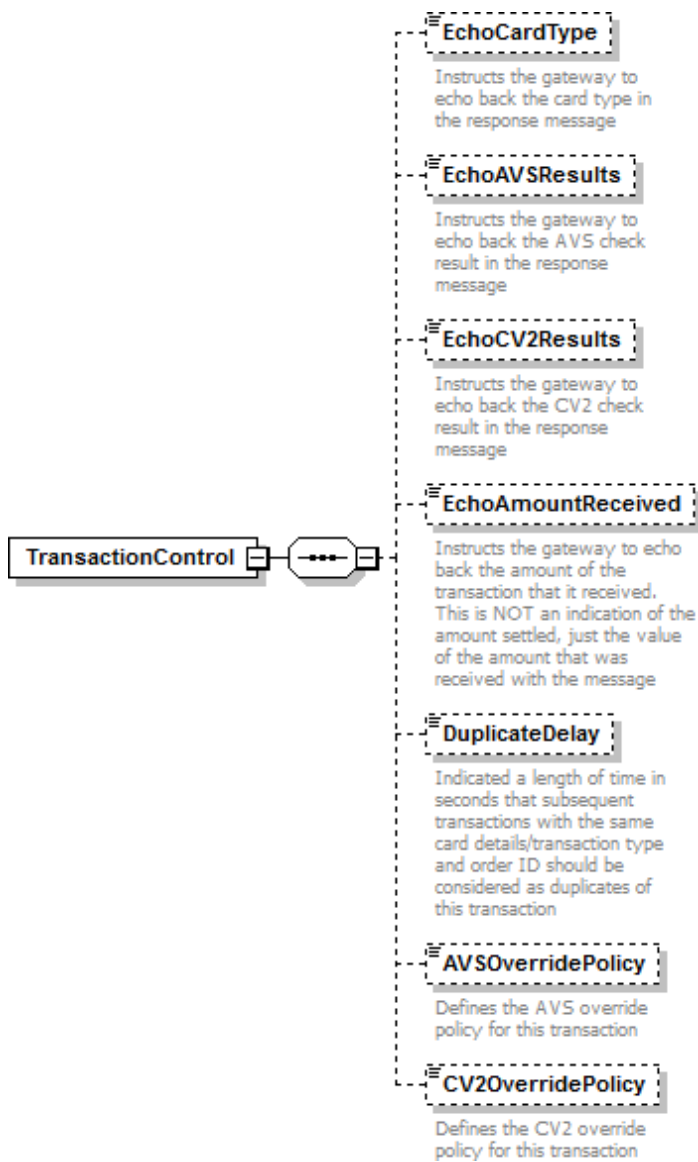 EchoCardType
Instructs the gateway to
echo back the card type in
the response message
EchoAVSResults
Instructs the gateway to
echo back the AVS check
result in the response
message
EchoCV2Results
Instructs the gateway to
echo back the CV2 check
result in the response
message
EchoAmountReceived
TransactionControl
Instructs the gateway to echo
back the amount of the
transaction that it received.
This is NOT an indication of the
amount settled, just the value
of the amount that was
received with the message
DuplicateDelay
Indicated a length of time in
seconds that subsequent
transactions with the same
card details/transaction type
and order ID should be
considered as duplicates of
this transaction
AVSOverridePolicy
Defines the AVS override
policy for this transaction
CV2OverridePolicy
Defines the CV2 override
policy for this transaction